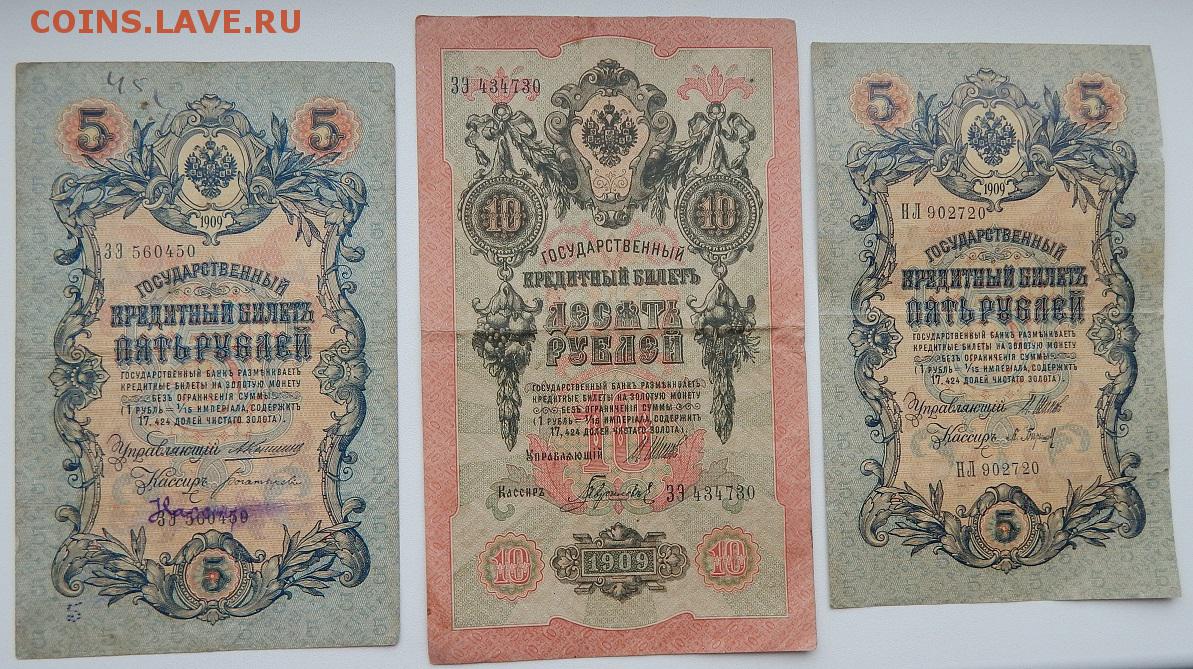 COINS.LAVE.RU
5 5
1909
ЗЭ 560450
ГОСУДАРСТВЕННЫЙ
КРЕДИТНЫЙ БИЛЕТЪ
ПЯТЬ РУБЛЕЙ
ГОСУДАРСТВЕННЫЙ БАНКЪ РАЗМѢНИВАЕТЪ
КРЕДИТНЫЕ БИЛЕТЫ НА ЗОЛОТУЮ МОНЕТУ
БЕЗЪ ОГРАНИЧЕНІЯ СУММЫ
(1 РУБЛЬ = 1/15 ИМПЕРІАЛА, СОДЕРЖИТЪ
17,424 ДОЛЕЙ ЧИСТАГО ЗОЛОТА).
Управляющій
Кассиръ
ЗЭ 560450
5
5
ЗЭ 434730
10 10
ГОСУДАРСТВЕННЫЙ
КРЕДИТНЫЙ БИЛЕТЪ
ДЕСЯТЬ
РУБЛЕЙ
ГОСУДАРСТВЕННЫЙ БАНКЪ РАЗМѢНИВАЕТЪ
КРЕДИТНЫЕ БИЛЕТЫ НА ЗОЛОТУЮ МОНЕТУ
БЕЗЪ ОГРАНИЧЕНІЯ СУММЫ
(1 РУБЛЬ = 1/15 ИМПЕРІАЛА, СОДЕРЖИТЪ
17,424 ДОЛЕЙ ЧИСТАГО ЗОЛОТА).
10
Управляющій
Кассиръ
ЗЭ 434730
10 1909 10
5 5
1909
НЛ 902720
ГОСУДАРСТВЕННЫЙ
КРЕДИТНЫЙ БИЛЕТЪ
ПЯТЬ РУБЛЕЙ
ГОСУДАРСТВЕННЫЙ БАНКЪ РАЗМѢНИВАЕТЪ
КРЕДИТНЫЕ БИЛЕТЫ НА ЗОЛОТУЮ МОНЕТУ
БЕЗЪ ОГРАНИЧЕНІЯ СУММЫ
(1 РУБЛЬ = 1/15 ИМПЕРІАЛА, СОДЕРЖИТЪ
17,424 ДОЛЕЙ ЧИСТАГО ЗОЛОТА).
Управляющій
Кассиръ
НЛ 902720
5